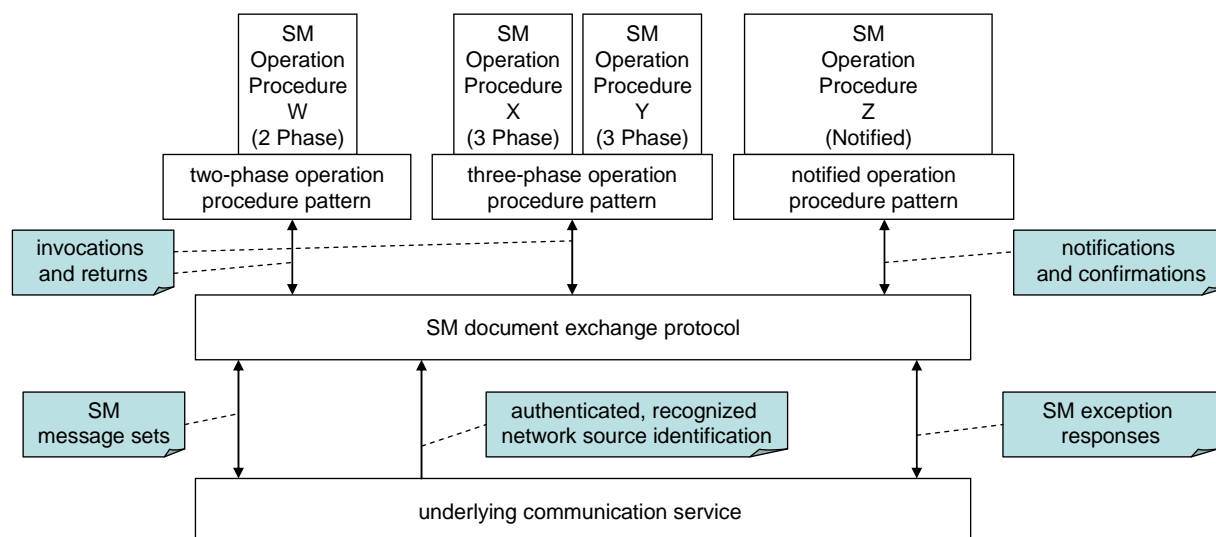 SM
Operation
Procedure
W
(2 Phase)
SM
Operation
Procedure
X
(3 Phase)
SM
Operation
Procedure
Y
(3 Phase)
SM
Operation
Procedure
Z
(Notified)
two-phase operation
procedure pattern
three-phase operation
procedure pattern
notified operation
procedure pattern
invocations
and returns
notifications
and confirmations
SM document exchange protocol
SM
message sets
authenticated, recognized
network source identification
SM exception
responses
underlying communication service